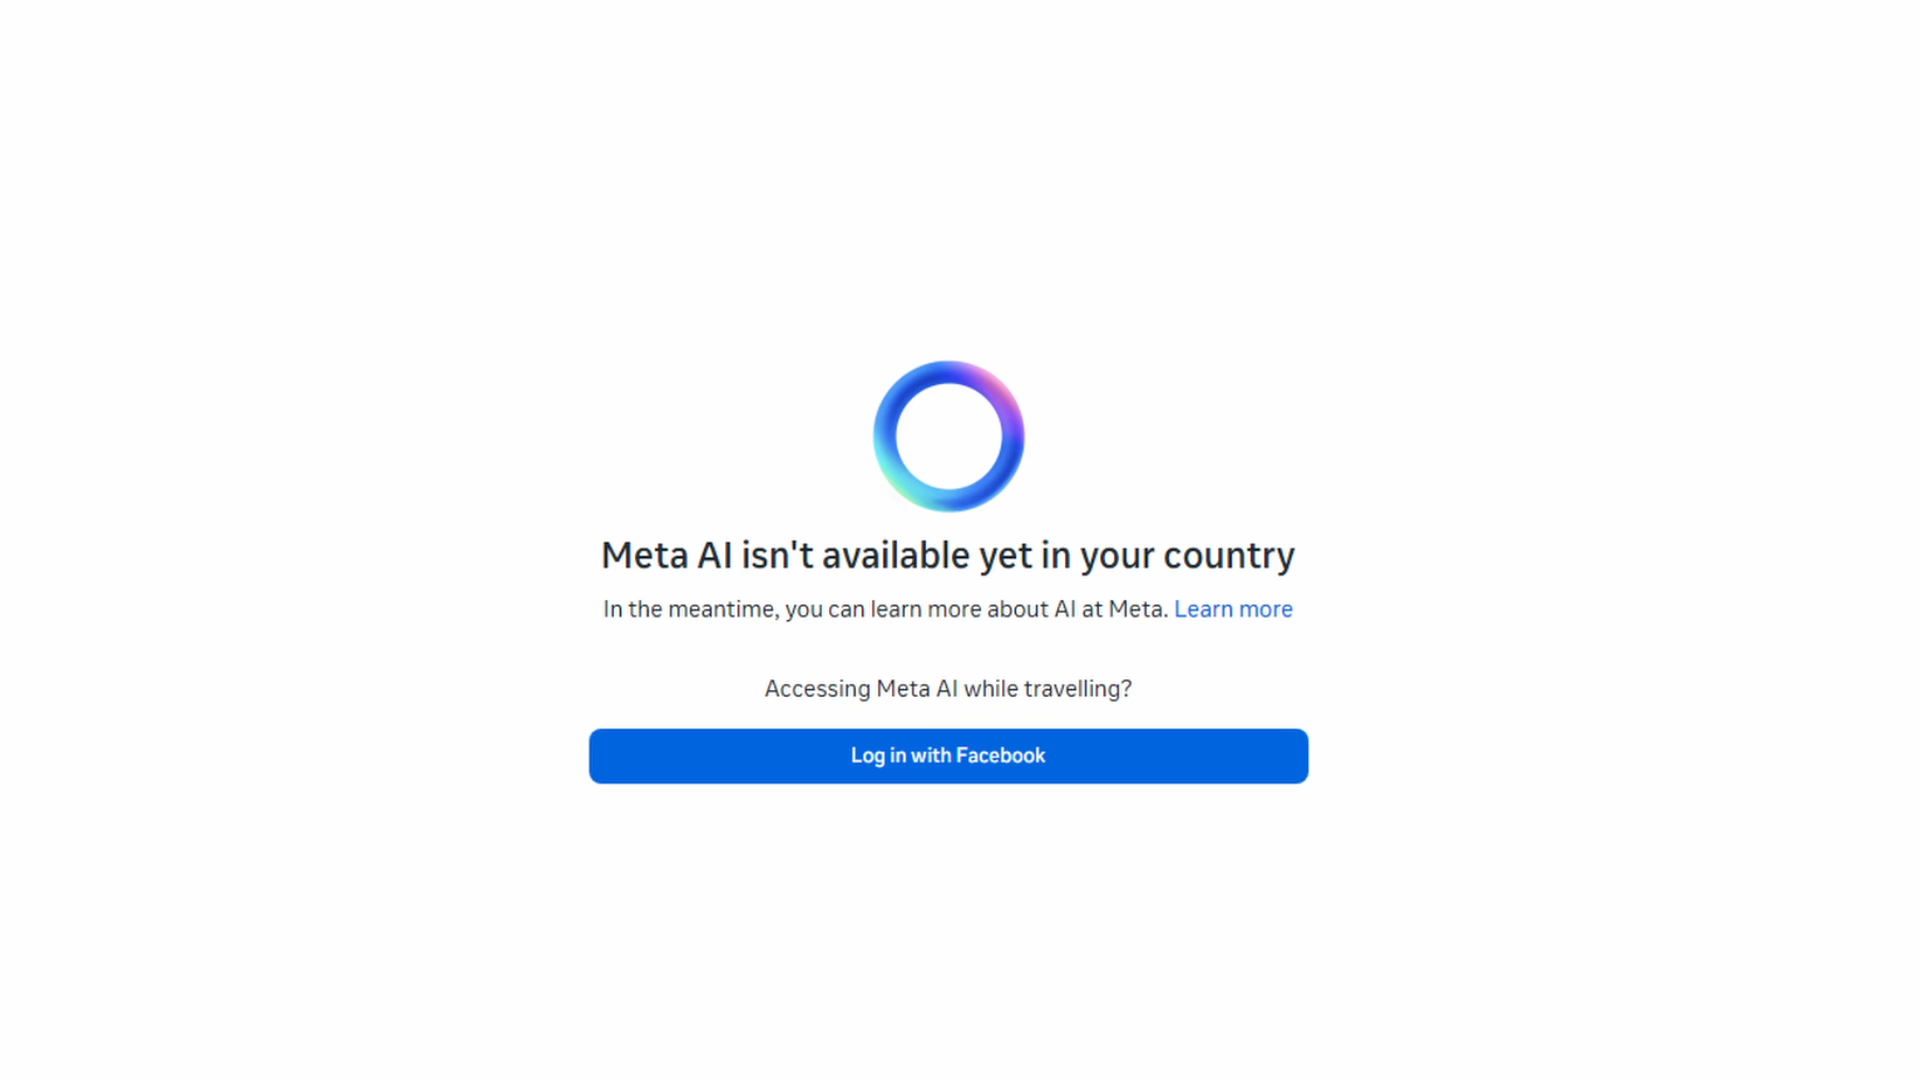 Meta AI isn't available yet in your country
In the meantime, you can learn more about AI at Meta. Learn more
Accessing Meta AI while travelling?
Log in with Facebook